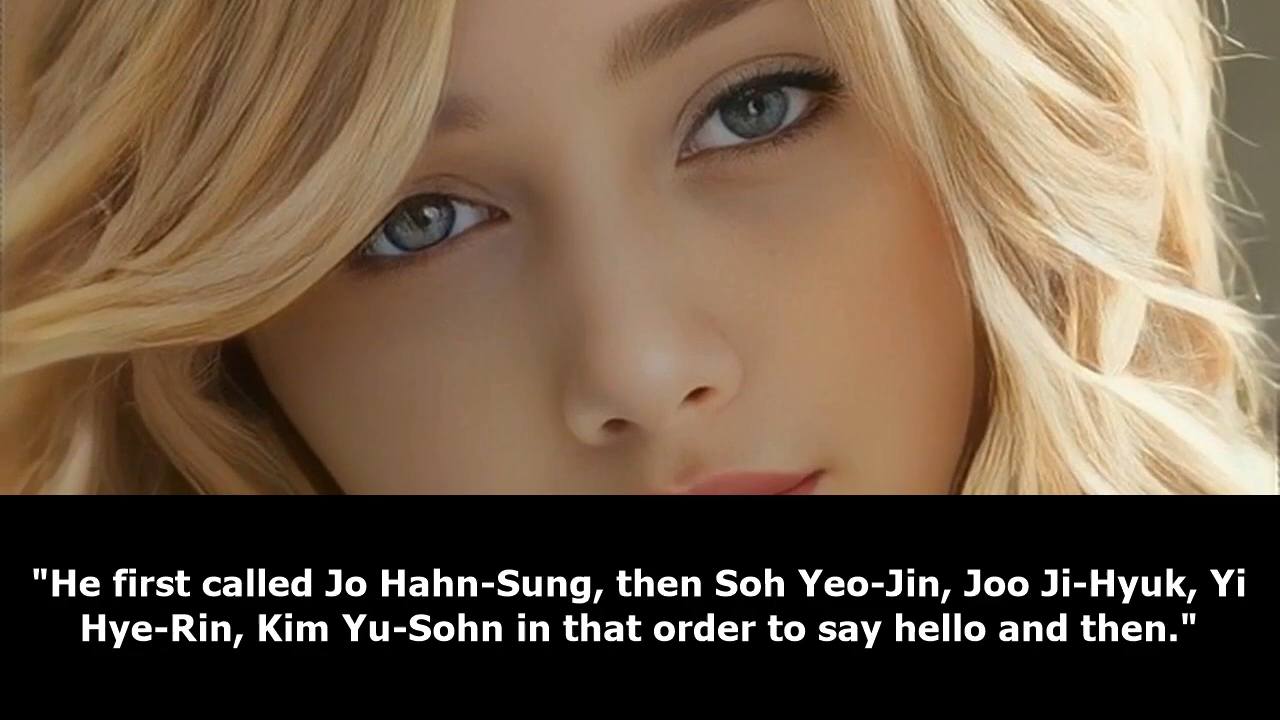 "He first called Jo Hahn-Sung, then Soh Yeo-Jin, Joo Ji-Hyuk, Yi
Hye-Rin, Kim Yu-Sohn in that order to say hello and then."